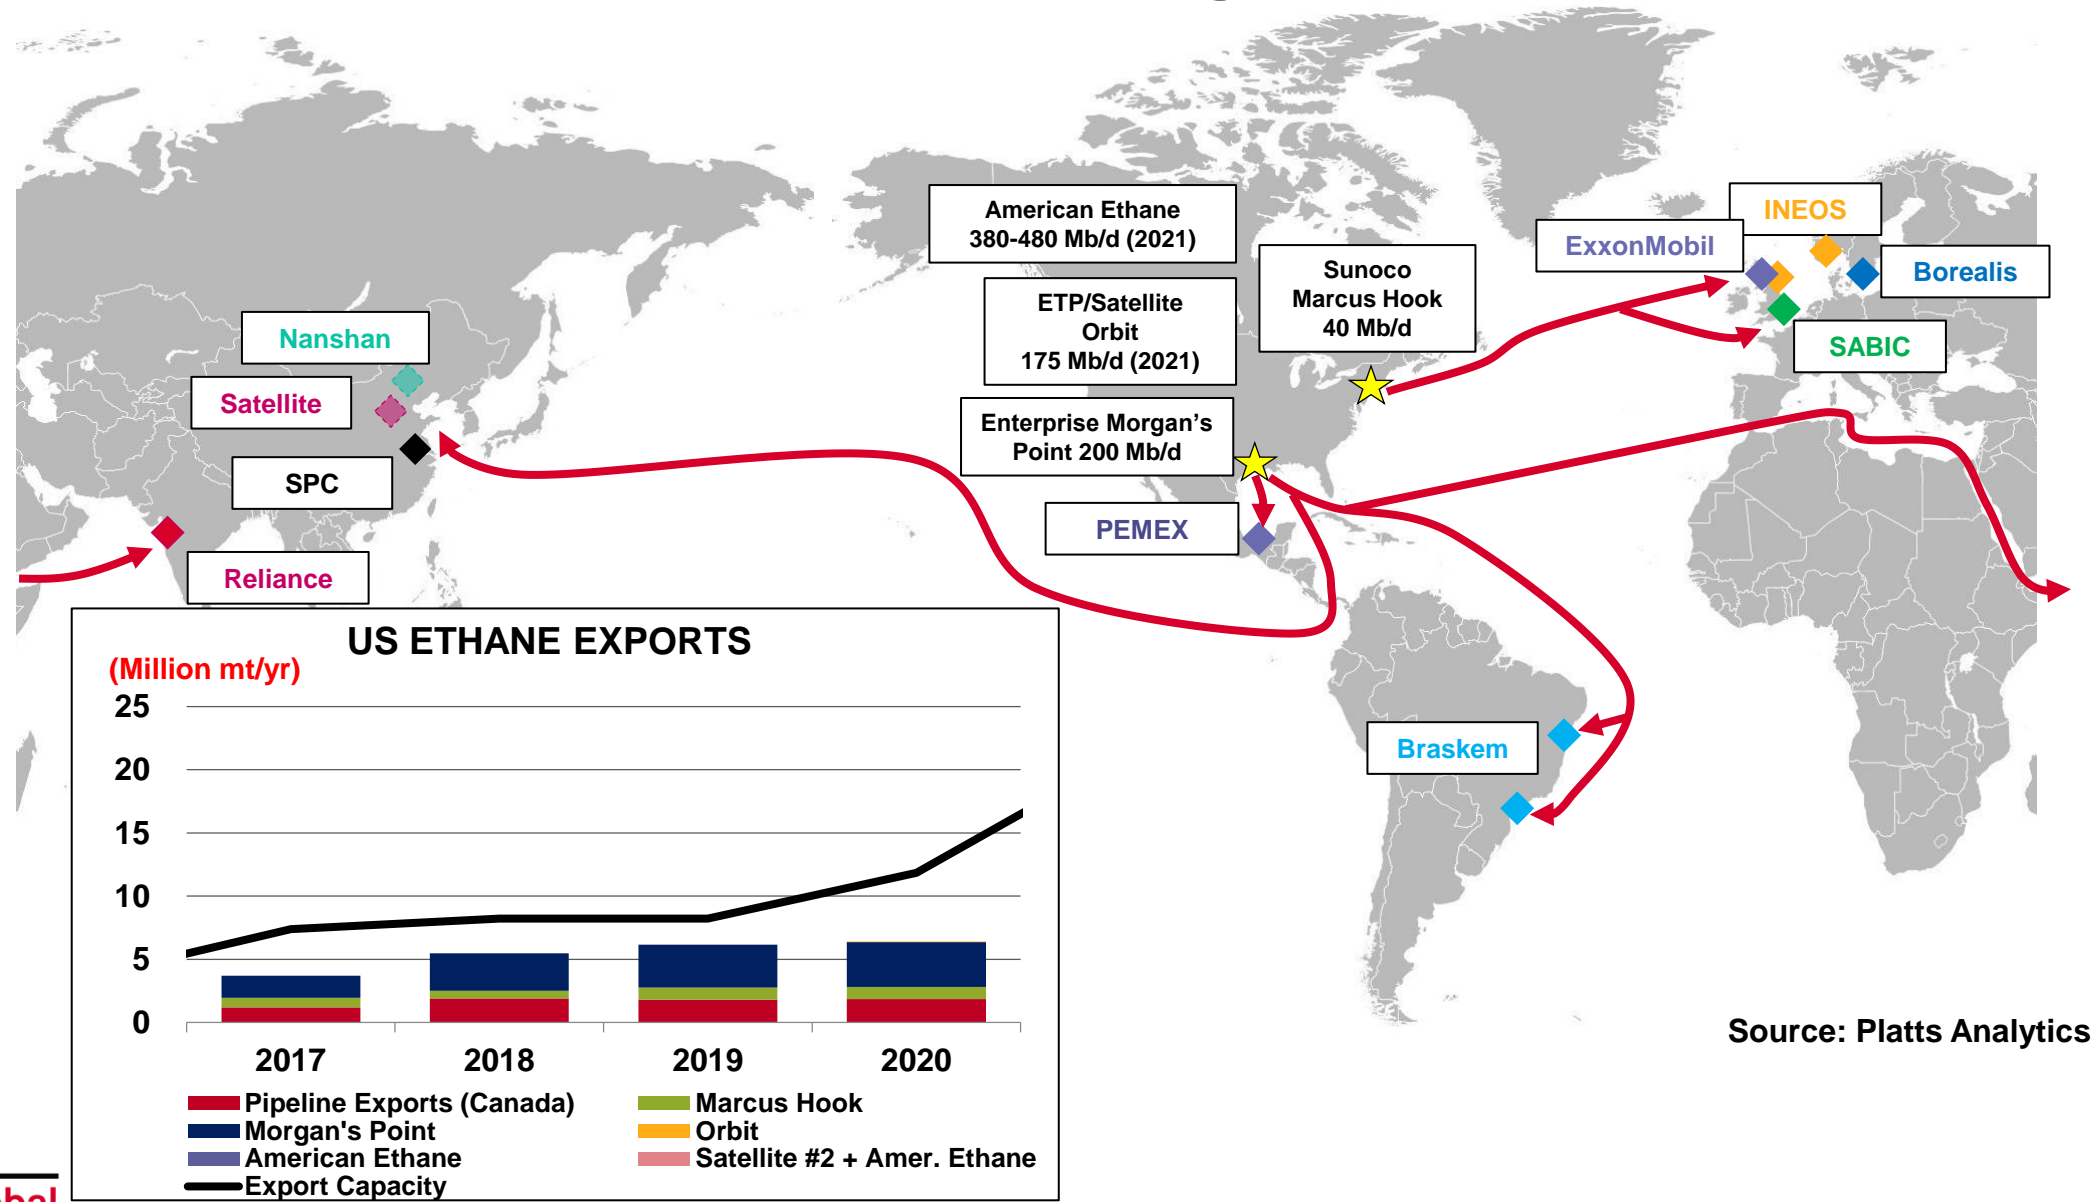 American Ethane
380-480 Mb/d (2021)
ETP/Satellite
Orbit
175 Mb/d (2021)
Enterprise Morgan's
Point 200 Mb/d
Sunoco
Marcus Hook
40 Mb/d
INEOS
ExxonMobil
Borealis
SABIC
Nanshan
Satellite
SPC
Reliance
PEMEX
Braskem
US ETHANE EXPORTS
(Million mt/yr)
25
20
15
10
5
0
2017 2018 2019 2020
Pipeline Exports (Canada) Marcus Hook
Morgan's Point Orbit
American Ethane Satellite #2 + Amer. Ethane
Export Capacity
Source: Platts Analytics